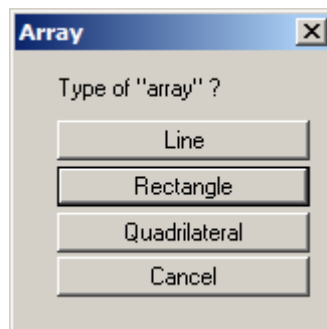 Array
Type of "array" ?
Line
Rectangle
Quadrilateral
Cancel